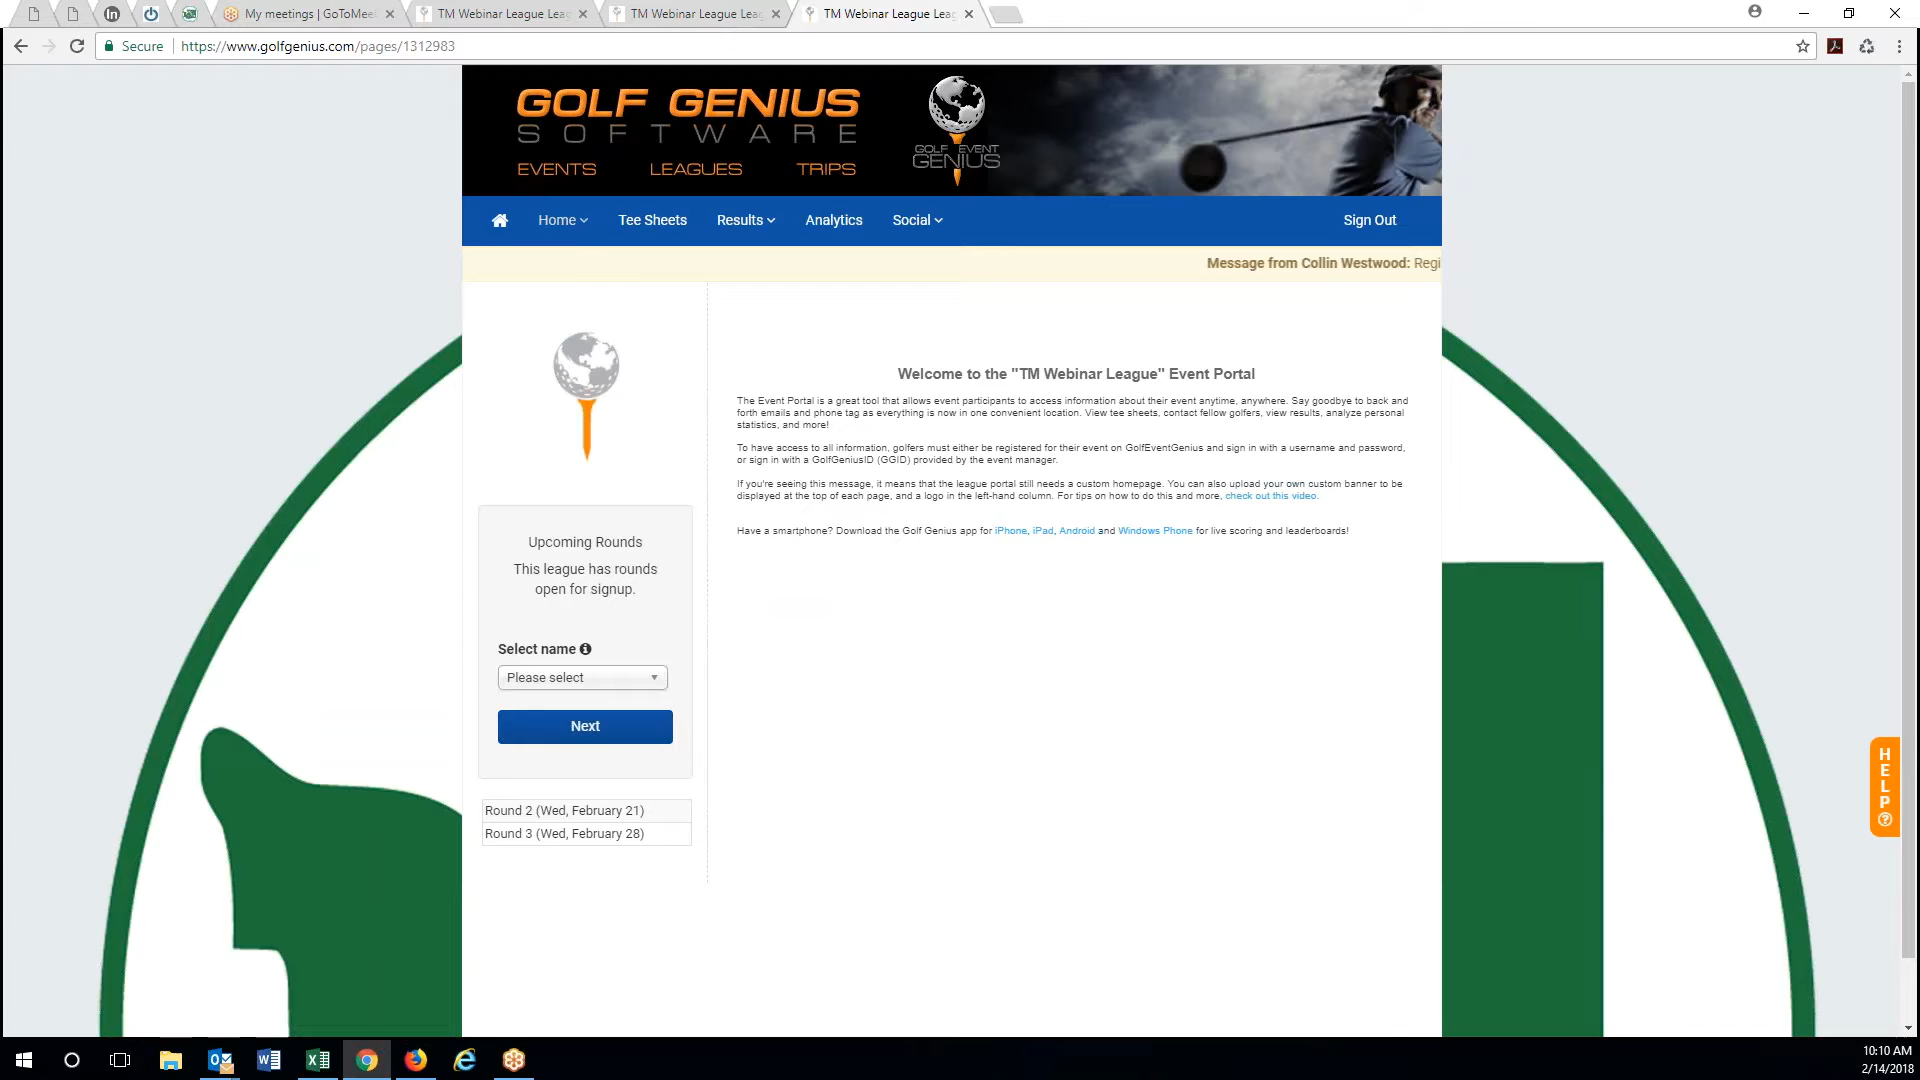 My meetings | GoToMee
TM Webinar League Leag
TM Webinar League Leag
TM Webinar League Leag
Secure
https://www.golfgenius.com/pages/1312983
GOLF GENIUS
SOFTWARE
EVENTS LEAGUES TRIPS
GOLF EVENT
GENIUS
Home Tee Sheets Results Analytics Social Sign Out
Message from Collin Westwood: Regi
Welcome to the "TM Webinar League" Event Portal
The Event Portal is a great tool that allows event participants to access information about their event anytime, anywhere. Say goodbye to back and
forth emails and phone tag as everything is now in one convenient location. View tee sheets, contact fellow golfers, view results, analyze personal
statistics, and more!
To have access to all information, golfers must either be registered for their event on GolfEventGenius and sign in with a username and password,
or sign in with a GolfGeniusID (GGID) provided by the event manager.
If you're seeing this message, it means that the league portal still needs a custom homepage. You can also upload your own custom banner to be
displayed at the top of each page, and a logo in the left-hand column. For tips on how to do this and more, check out this video.
Have a smartphone? Download the Golf Genius app for iPhone, iPad, Android and Windows Phone for live scoring and leaderboards!
Upcoming Rounds
This league has rounds
open for signup.
Select name
Please select
Next
Round 2 (Wed, February 21)
Round 3 (Wed, February 28)
HELP
10:10 AM
2/14/2018